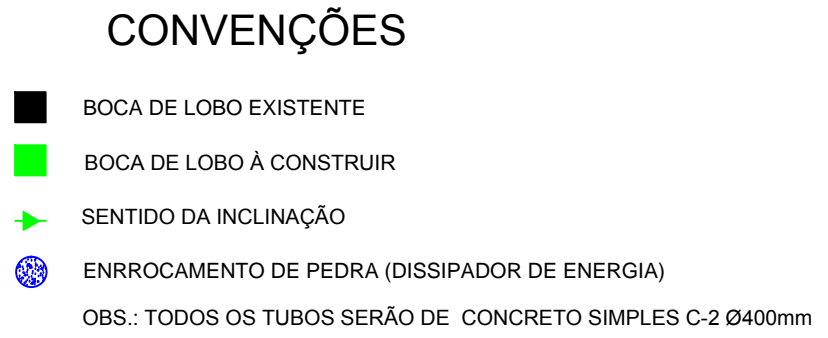 CONVENÇÕES
BOCA DE LOBO EXISTENTE
BOCA DE LOBO À CONSTRUIR
SENTIDO DA INCLINAÇÃO
ENRROCAMENTO DE PEDRA (DISSIPADOR DE ENERGIA)
OBS.: TODOS OS TUBOS SERÃO DE CONCRETO SIMPLES C-2 Ø400mm